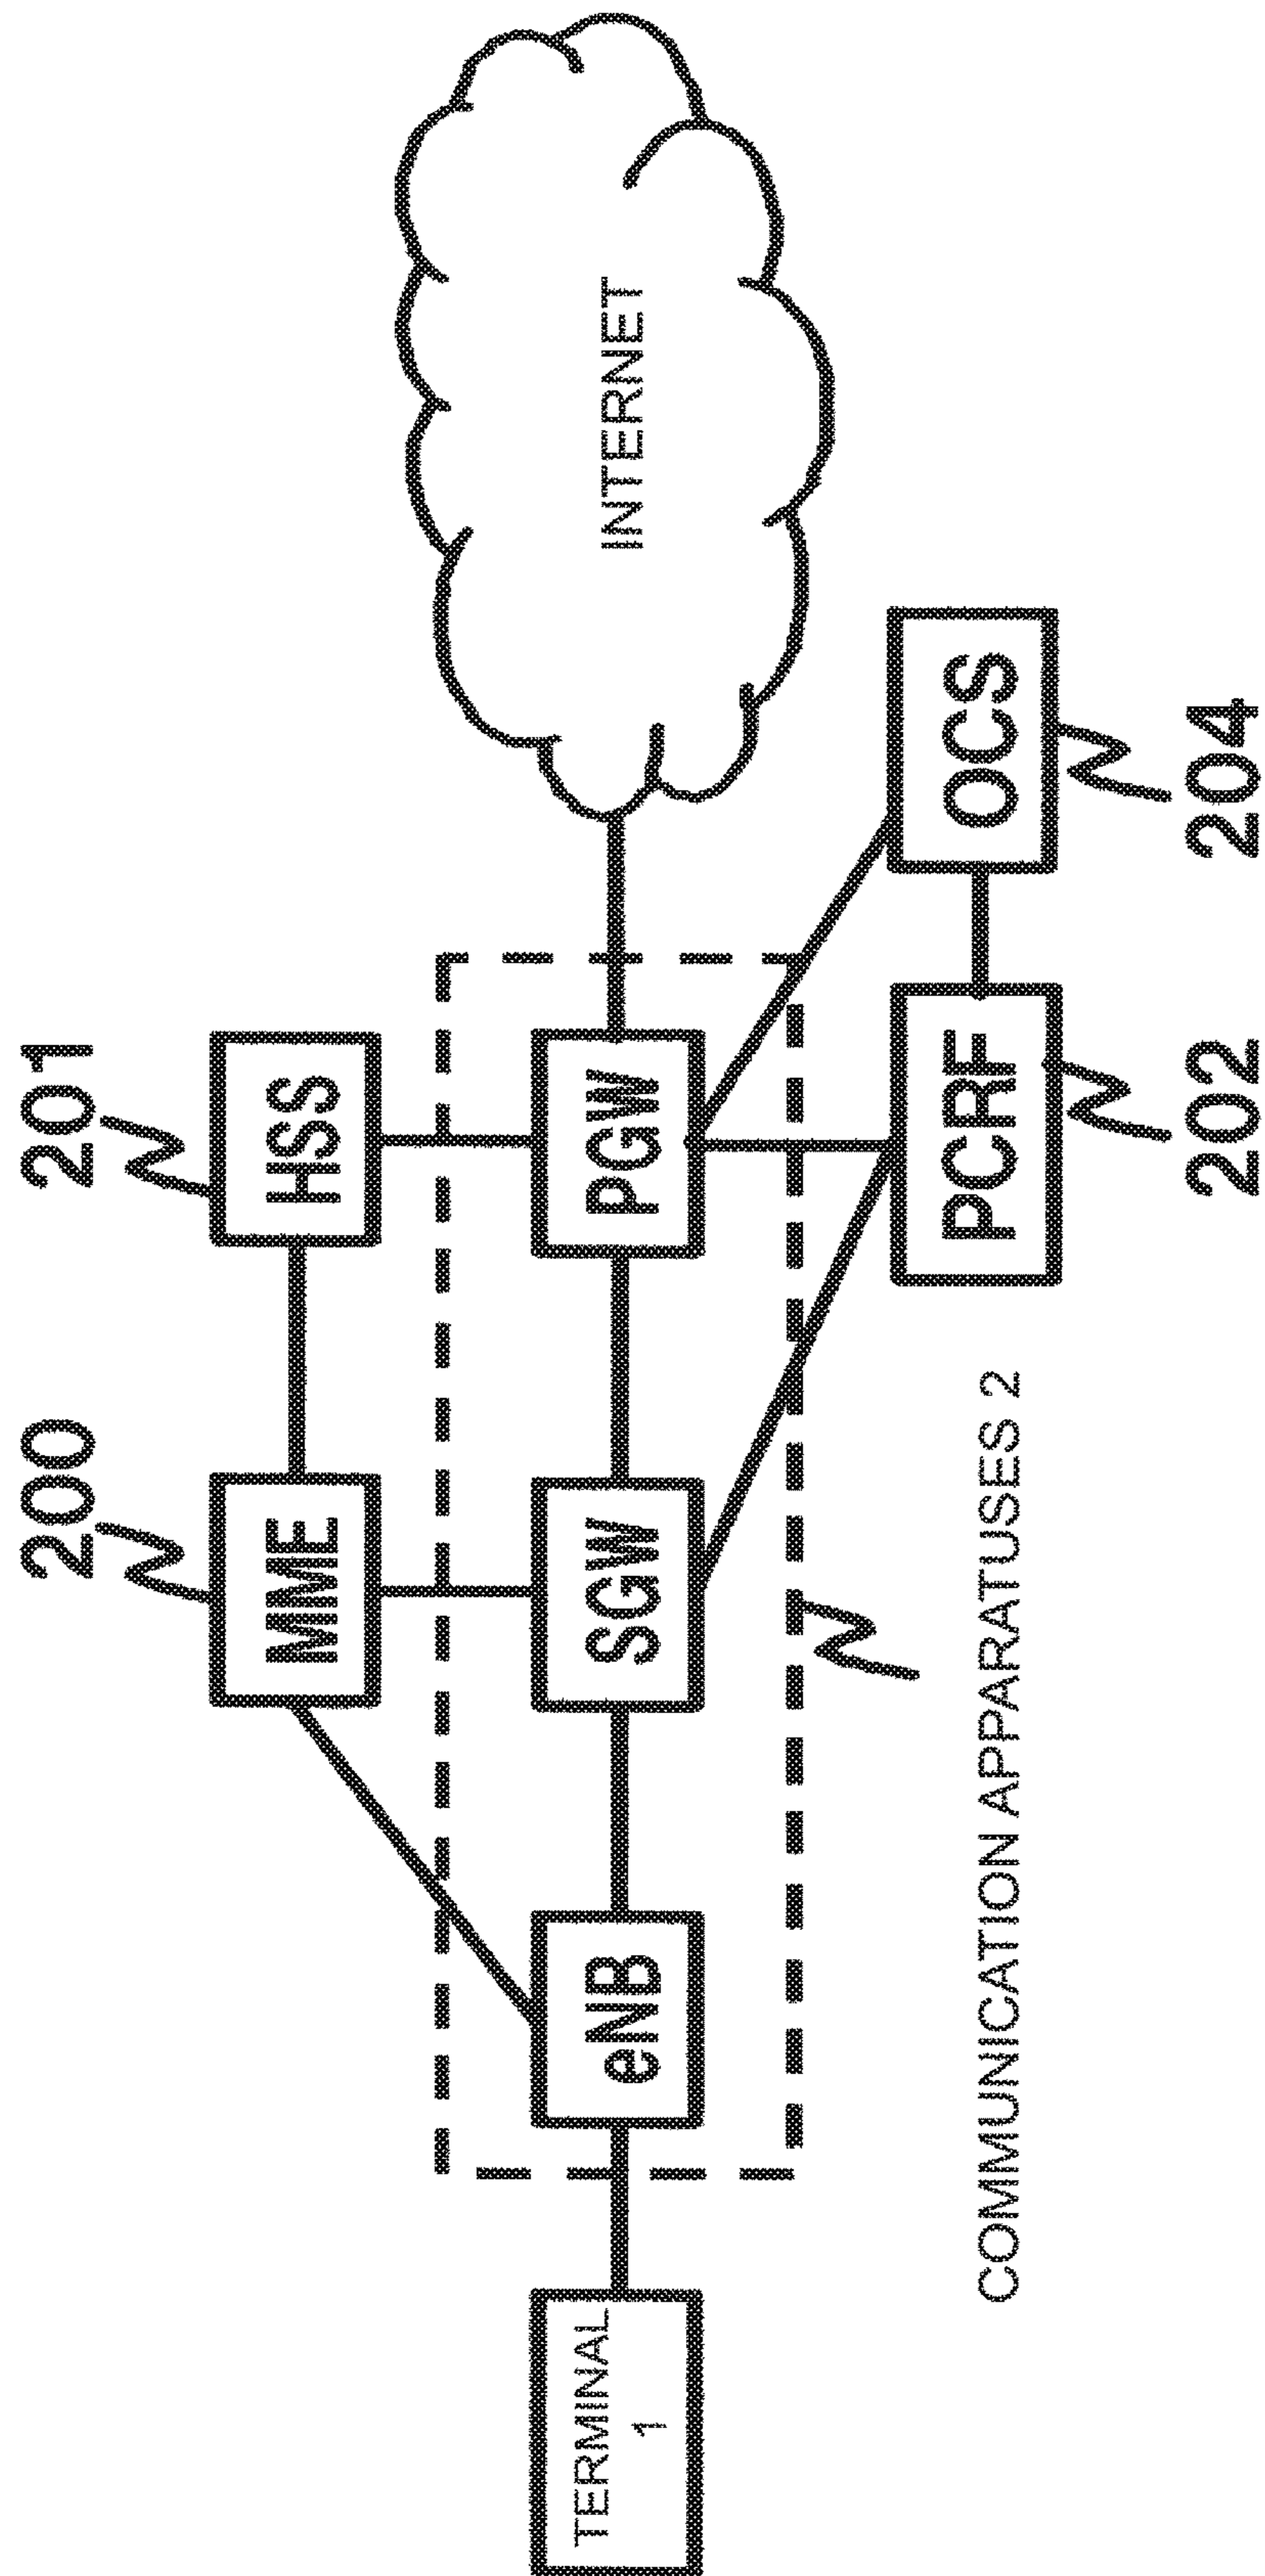 200
201
MME
HSS
TERMINAL
1
eNB
SGW
PGW
INTERNET
PCRF
OCS
COMMUNICATION APPARATUSES 2
202
204